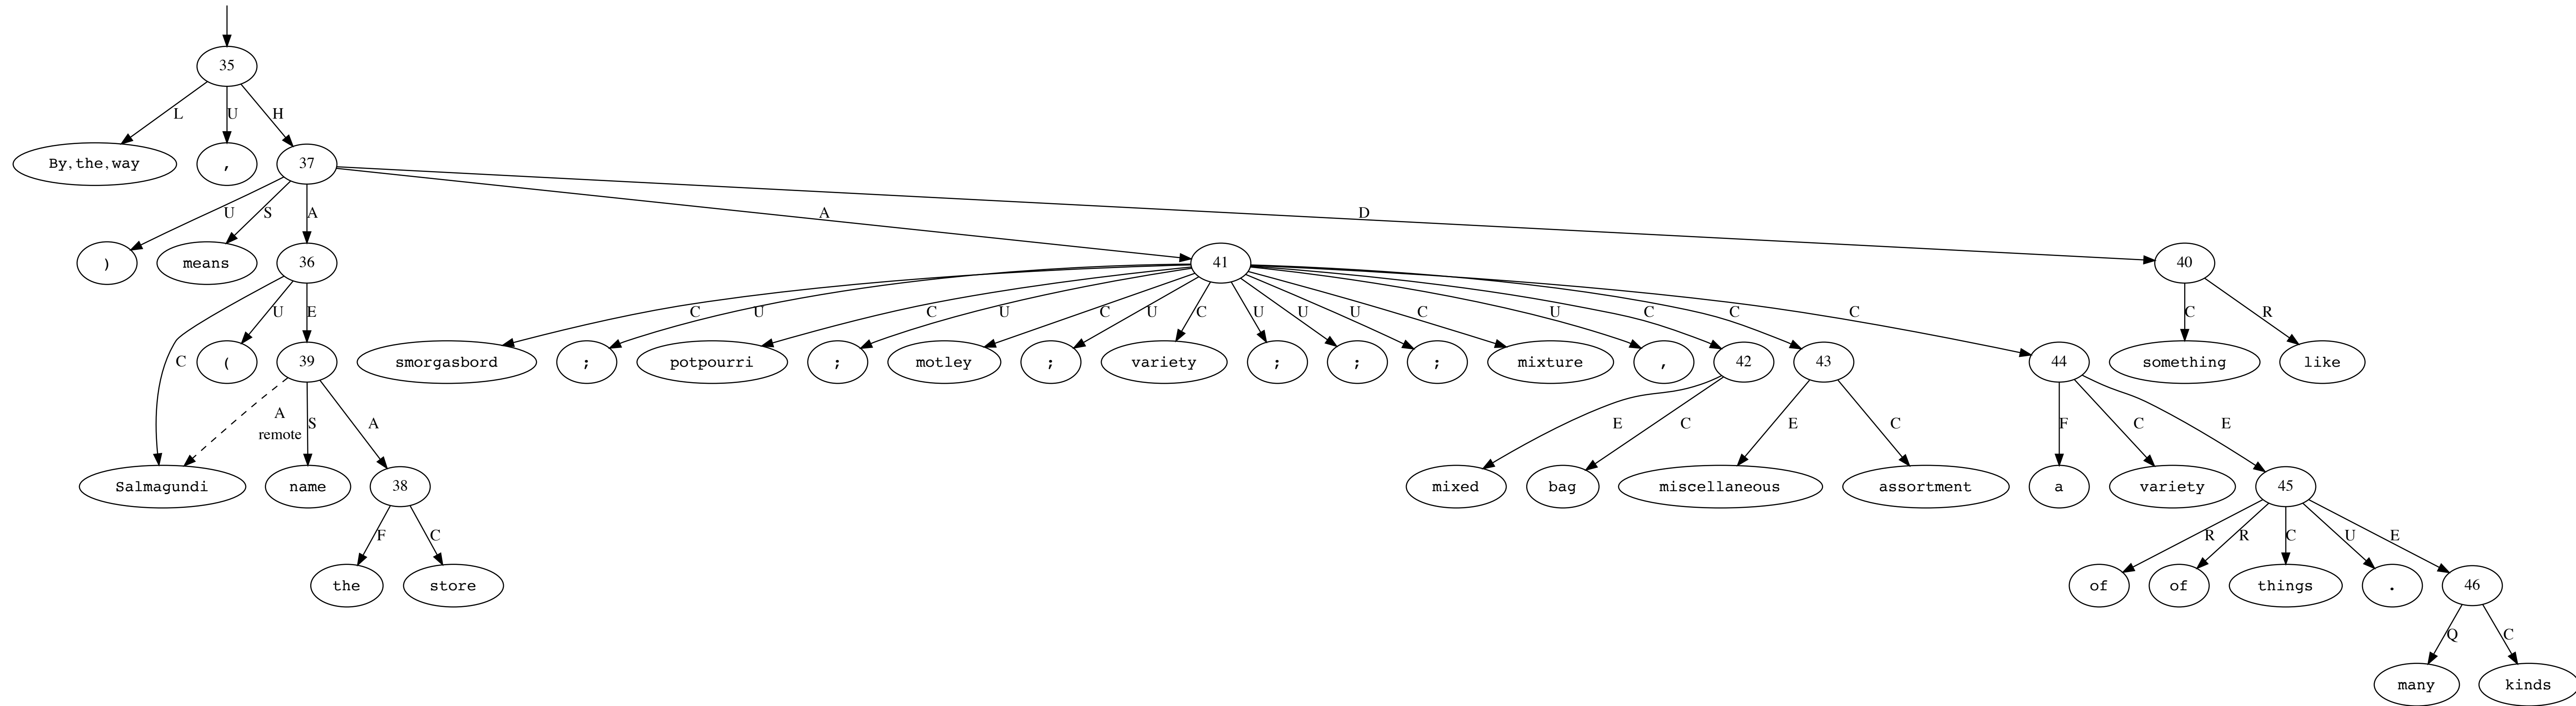 35
L U H
By,the,way , 37
U S A A D
) means 36 41 40
C U E C U C U C U C U U U C U C C C C R
( 39 smorgasbord ; potpourri ; motley ; variety ; ; ; mixture , 42 43 44 something like
A remote S A E C E C F C E
Salmagundi name 38 mixed bag miscellaneous assortment a variety 45
F C R R C U E
the store of of things . 46
Q C
many kinds